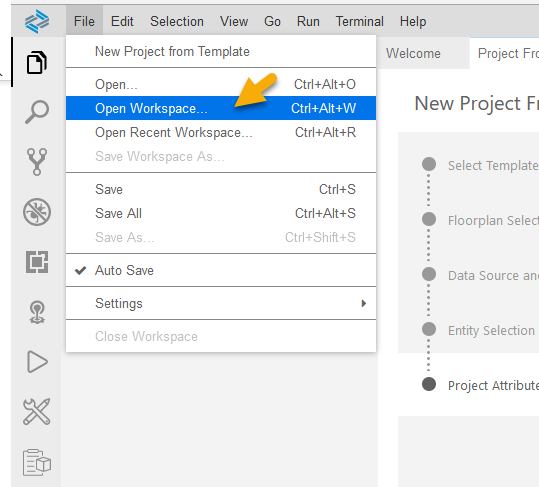 File Edit Selection View Go Run Terminal Help
New Project from Template
Open... Ctrl+Alt+O
Open Workspace... Ctrl+Alt+W
Open Recent Workspace... Ctrl+Alt+R
Save Workspace As...
Save Ctrl+S
Save All Ctrl+Alt+S
Save As... Ctrl+Shift+S
Auto Save
Settings
Close Workspace
Welcome Project Fro
New Project Fr
Select Template
Floorplan Selec
Data Source and
Entity Selection
Project Attribute